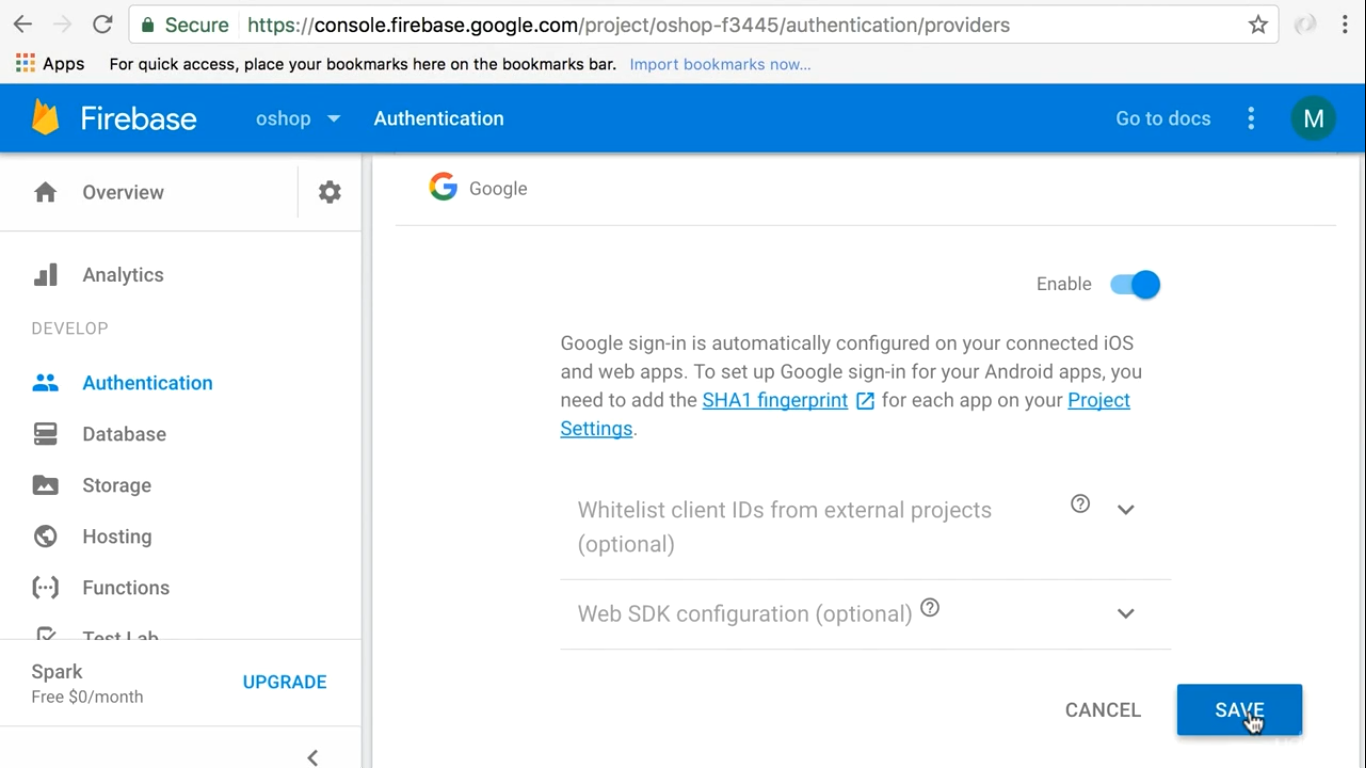 Secure https://console.firebase.google.com/project/oshop-f3445/authentication/providers
Apps For quick access, place your bookmarks here on the bookmarks bar. Import bookmarks now...
Firebase oshop Authentication Go to docs M
Overview
Analytics
DEVELOP
Authentication
Database
Storage
Hosting
Functions
Test Lab
Spark
Free $0/month
UPGRADE
Google
Enable
Google sign-in is automatically configured on your connected iOS
and web apps. To set up Google sign-in for your Android apps, you
need to add the SHA1 fingerprint for each app on your Project
Settings.
Whitelist client IDs from external projects
(optional)
Web SDK configuration (optional)
CANCEL SAVE